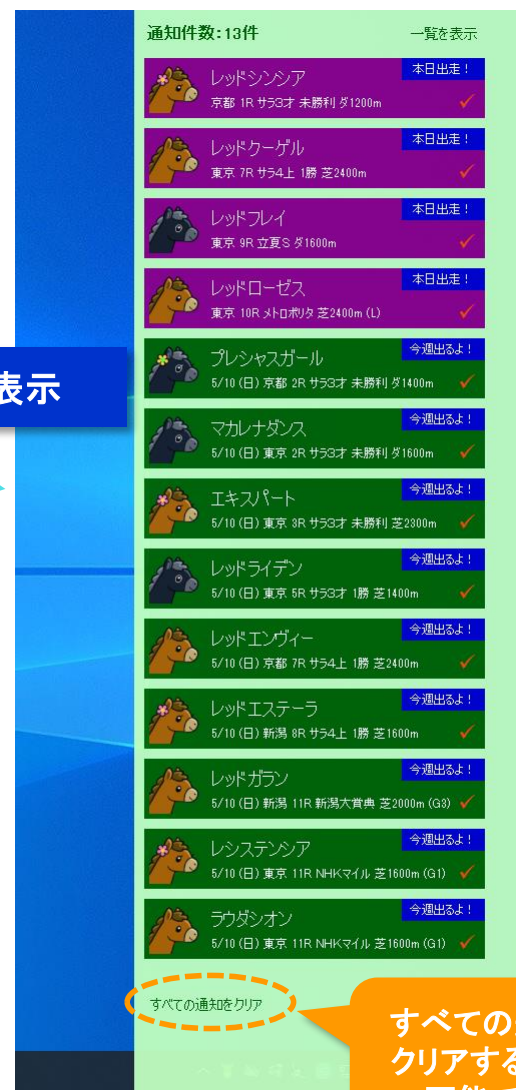 通知件数:13件
一覧を表示
本日出走！
レッドシンシア
京都 1R サラ3才 未勝利 ダ1200m
本日出走！
レッドクーゲル
東京 7R サラ4上 1勝 芝2400m
本日出走！
レッドフレイ
東京 9R 立夏S ダ1600m
本日出走！
レッドローゼス
東京 10R メトロポリタ 芝2400m (L)
今週出るよ！
プレシャスガール
5/10 (日) 京都 2R サラ3才 未勝利 ダ1400m
表示
今週出るよ！
マカレナダンス
5/10 (日) 東京 2R サラ3才 未勝利 ダ1600m
今週出るよ！
エキスパート
5/10 (日) 東京 3R サラ3才 未勝利 芝2300m
今週出るよ！
レッドライデン
5/10 (日) 東京 5R サラ3才 1勝 芝1400m
今週出るよ！
レッドエンヴィー
5/10 (日) 京都 7R サラ4上 1勝 芝2400m
今週出るよ！
レッドエステーラ
5/10 (日) 新潟 8R サラ4上 1勝 芝1600m
今週出るよ！
レッドガラン
5/10 (日) 新潟 11R 新潟大賞典 芝2000m (G3)
今週出るよ！
レシステンシア
5/10 (日) 東京 11R NHKマイル 芝1600m (G1)
今週出るよ！
ラウダシオン
5/10 (日) 東京 11R NHKマイル 芝1600m (G1)
すべての通知をクリア
すべての
クリアする